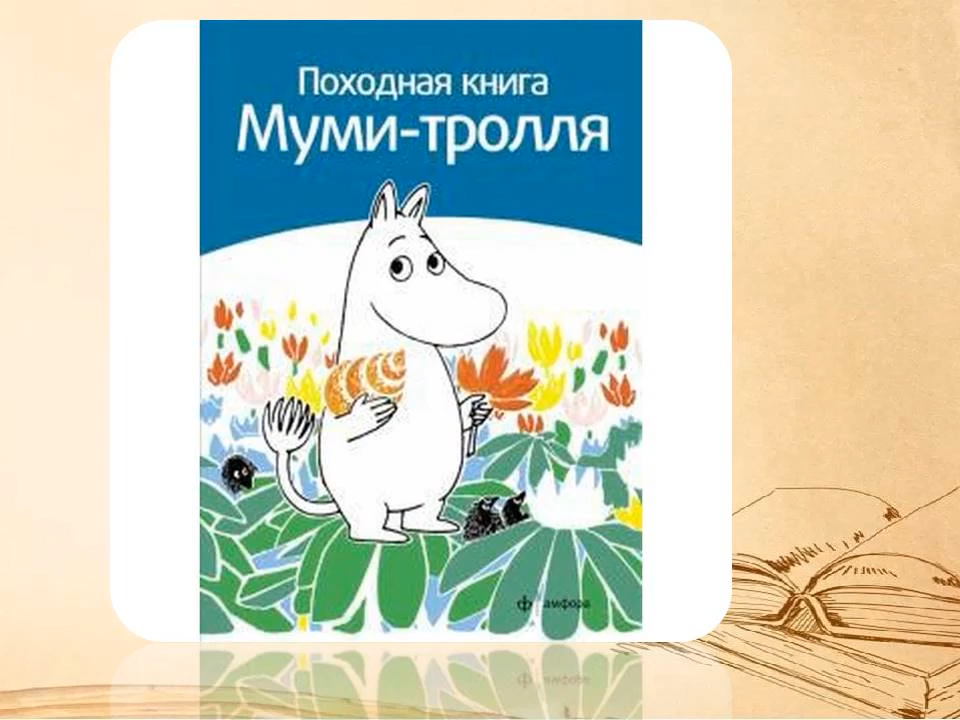 Походная книга
Муми-тролля
амфора